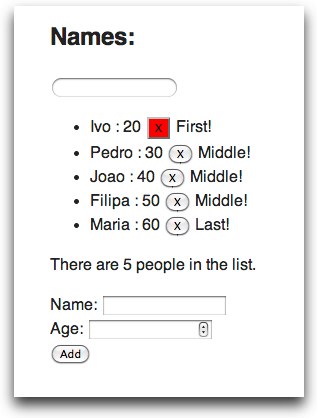 Names:
Ivo : 20 x First!
Pedro : 30 x Middle!
Joao : 40 x Middle!
Filipa : 50 x Middle!
Maria : 60 x Last!
There are 5 people in the list.
Name:
Age:
Add